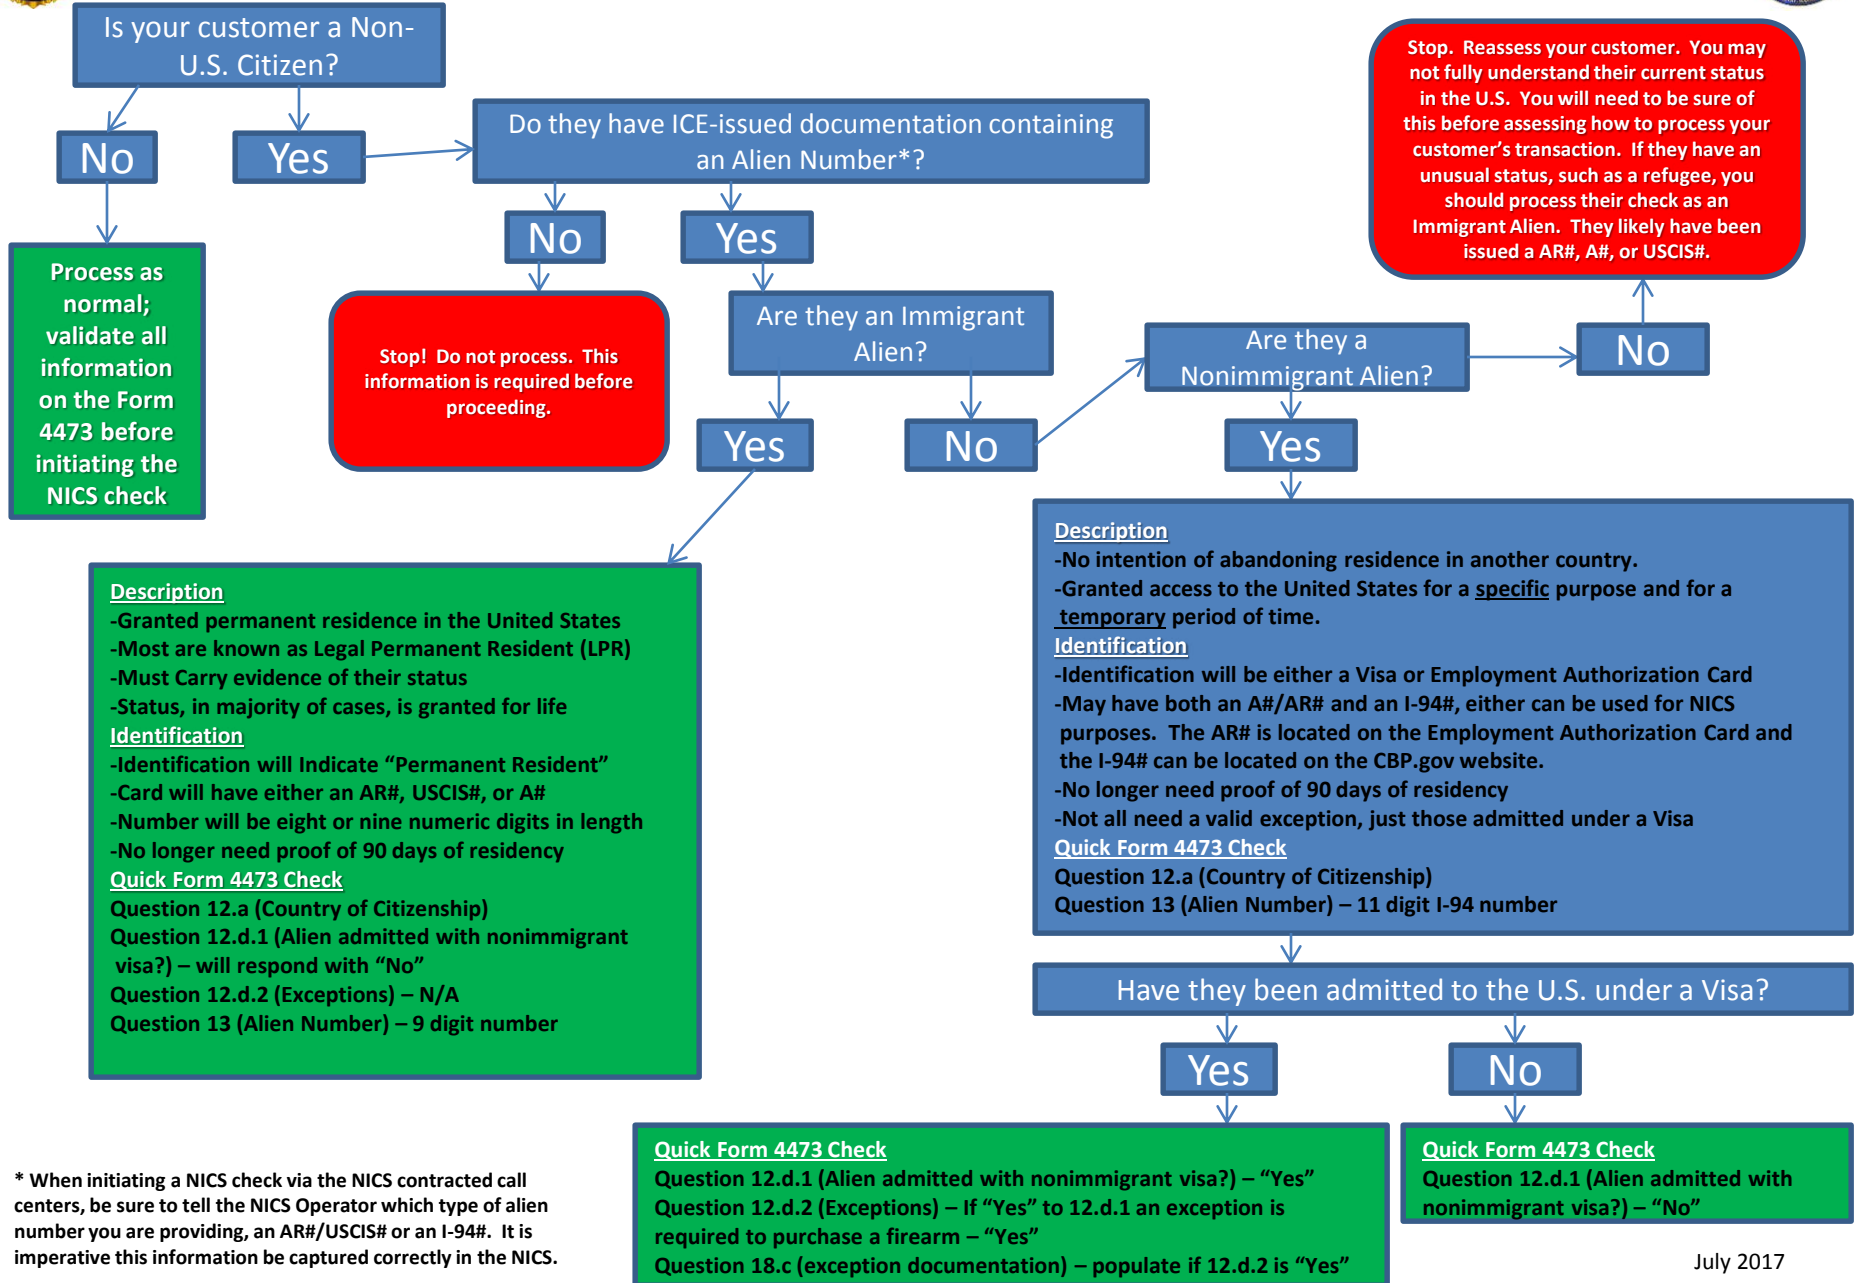 Is your customer a Non-
U.S. Citizen?
No
Yes
Process as
normal;
validate all
information
on the Form
4473 before
initiating the
NICS check
Do they have ICE-issued documentation containing
an Alien Number*?
No
Yes
Stop!  Do not process.  This
information is required before
proceeding.
Are they an Immigrant
Alien?
Yes
No
Are they a
Nonimmigrant Alien?
Yes
No
Stop.  Reassess your customer.  You may
not fully understand their current status
in the U.S.  You will need to be sure of
this before assessing how to process your
customer’s transaction.  If they have an
unusual status, such as a refugee, you
should process their check as an
Immigrant Alien.  They likely have been
issued a AR#, A#, or USCIS#.
Description
-Granted permanent residence in the United States
-Most are known as Legal Permanent Resident (LPR)
-Must Carry evidence of their status
-Status, in majority of cases, is granted for life
Identification
-Identification will Indicate “Permanent Resident”
-Card will have either an AR#, USCIS#, or A#
-Number will be eight or nine numeric digits in length
-No longer need proof of 90 days of residency
Quick Form 4473 Check
Question 12.a (Country of Citizenship)
Question 12.d.1 (Alien admitted with nonimmigrant
visa?) – will respond with “No”
Question 12.d.2 (Exceptions) – N/A
Question 13 (Alien Number) – 9 digit number
Description
-No intention of abandoning residence in another country.
-Granted access to the United States for a specific purpose and for a
temporary period of time.
Identification
-Identification will be either a Visa or Employment Authorization Card
-May have both an A#/AR# and an I-94#, either can be used for NICS
purposes.  The AR# is located on the Employment Authorization Card and
the I-94# can be located on the CBP.gov website.
-No longer need proof of 90 days of residency
-Not all need a valid exception, just those admitted under a Visa
Quick Form 4473 Check
Question 12.a (Country of Citizenship)
Question 13 (Alien Number) – 11 digit I-94 number
Have they been admitted to the U.S. under a Visa?
Yes
No
Quick Form 4473 Check
Question 12.d.1 (Alien admitted with nonimmigrant visa?) – “Yes”
Question 12.d.2 (Exceptions) – If “Yes” to 12.d.1 an exception is
required to purchase a firearm – “Yes”
Question 18.c (exception documentation) – populate if 12.d.2 is “Yes”
Quick Form 4473 Check
Question 12.d.1 (Alien admitted with
nonimmigrant visa?) – “No”
* When initiating a NICS check via the NICS contracted call
centers, be sure to tell the NICS Operator which type of alien
number you are providing, an AR#/USCIS# or an I-94#.  It is
imperative this information be captured correctly in the NICS.
July 2017